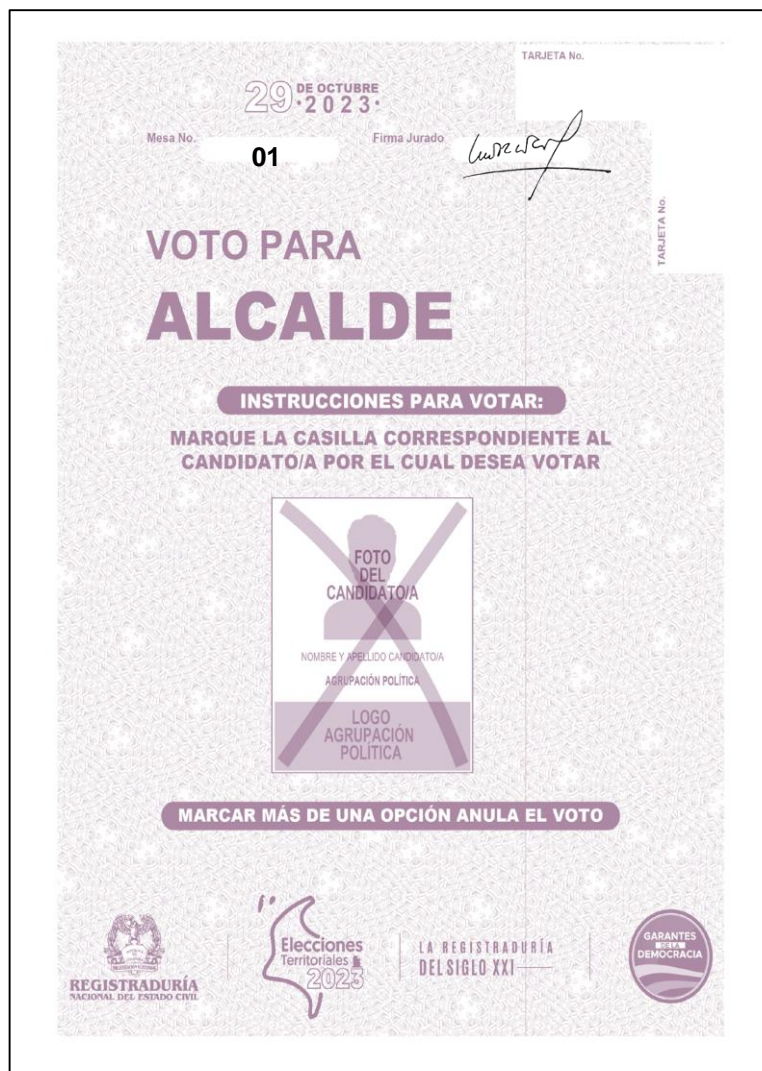 TARJETA No.
29 DE OCTUBRE
•2023•
Mesa No. 01 Firma Jurado
TARJETA No.
VOTO PARA
ALCALDE
INSTRUCCIONES PARA VOTAR:
MARQUE LA CASILLA CORRESPONDIENTE AL
CANDIDATO/A POR EL CUAL DESEA VOTAR
FOTO
DEL
CANDIDATO/A
NOMBRE Y APELLIDO CANDIDATO/A
AGRUPACIÓN POLÍTICA
LOGO
AGRUPACIÓN
POLÍTICA
MARCAR MÁS DE UNA OPCIÓN ANULA EL VOTO
REGISTRADURÍA
NACIONAL DEL ESTADO CIVIL
Elecciones
Territoriales
2023
LA REGISTRADURÍA
DEL SIGLO XXI
GARANTES
DE LA
DEMOCRACIA